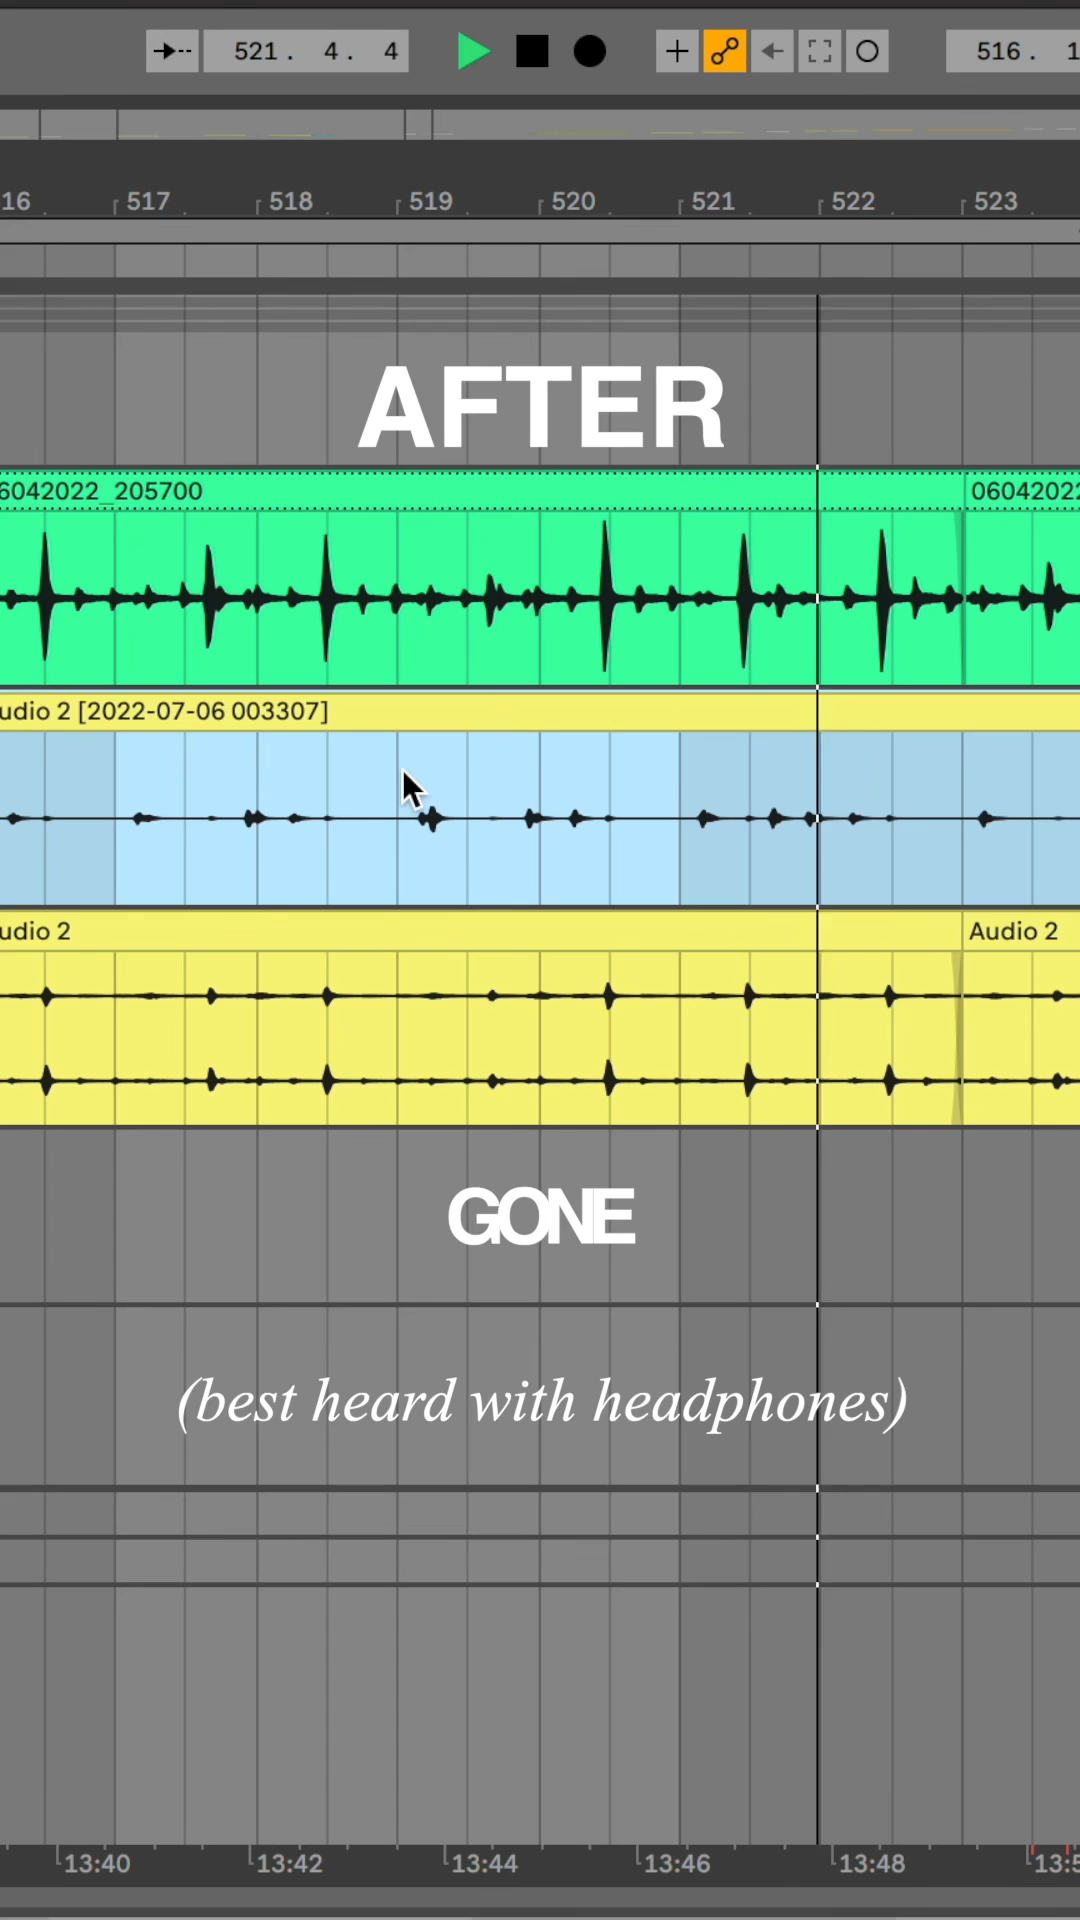 521. 4. 4
516. 1
16 517 518 519 520 521 522 523
AFTER
6042022_205700
06042022
udio 2 [2022-07-06 003307]
udio 2
Audio 2
GONE
(best heard with headphones)
13:40 13:42 13:44 13:46 13:48 13:5